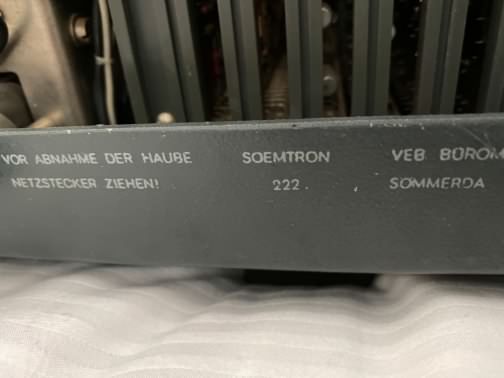 VOR ABNAHME DER HAUBE
NETZSTECKER ZIEHEN!
SOEMTRON
222
VEB BÜROM
SÖMMERDA